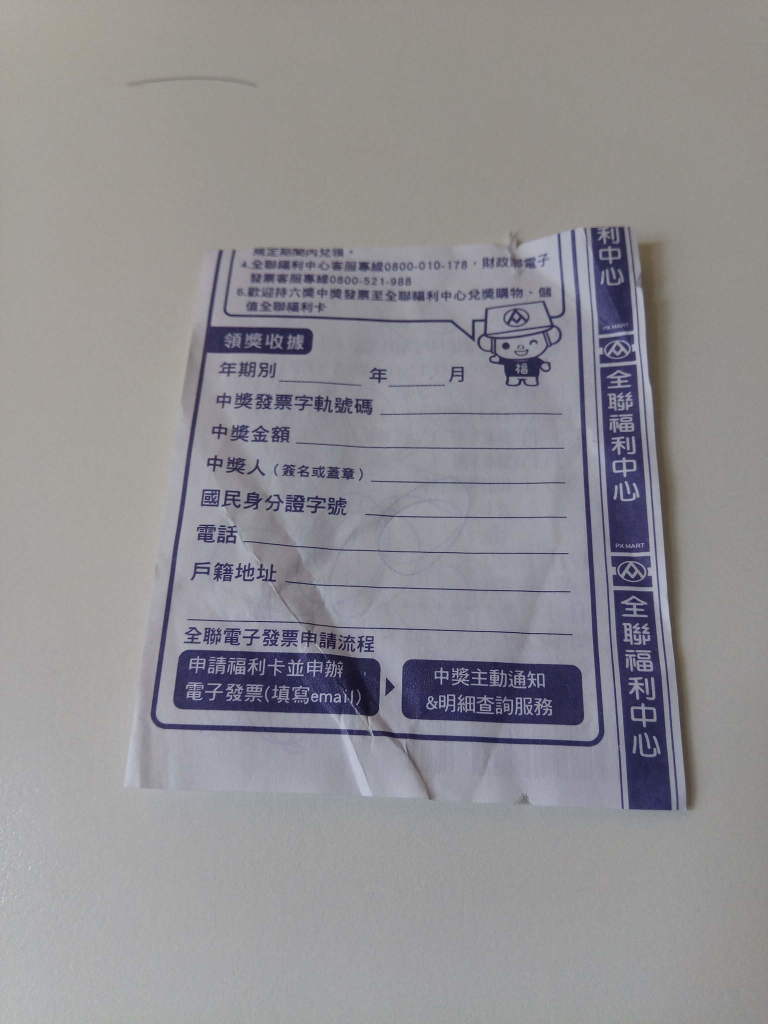 規定期間內兌領。
4.全聯福利中心客服專線0800-010-178，財政部電子
發票客服專線0800-521-988
5.歡迎持六獎中獎發票至全聯福利中心兌獎購物、儲
值全聯福利卡
福
領獎收據
年期別 年 月
中獎發票字軌號碼
中獎金額
中獎人（簽名或蓋章）
國民身分證字號
電話
戶籍地址
全聯電子發票申請流程
申請福利卡並申辦
電子發票(填寫email)
中獎主動通知
&明細查詢服務
利中心
PX MART
全聯福利中心
PX MART
全聯福利中心